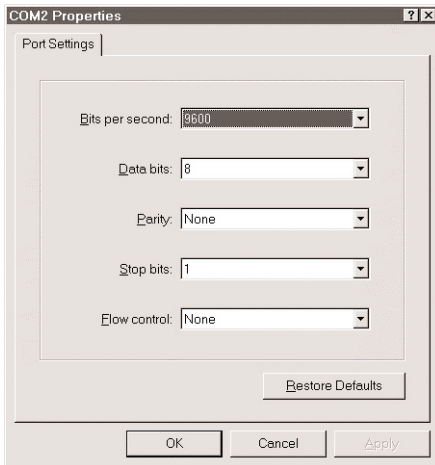 COM2 Properties
Port Settings
Bits per second: 9600
Data bits: 8
Parity: None
Stop bits: 1
Flow control: None
Restore Defaults
OK Cancel Apply